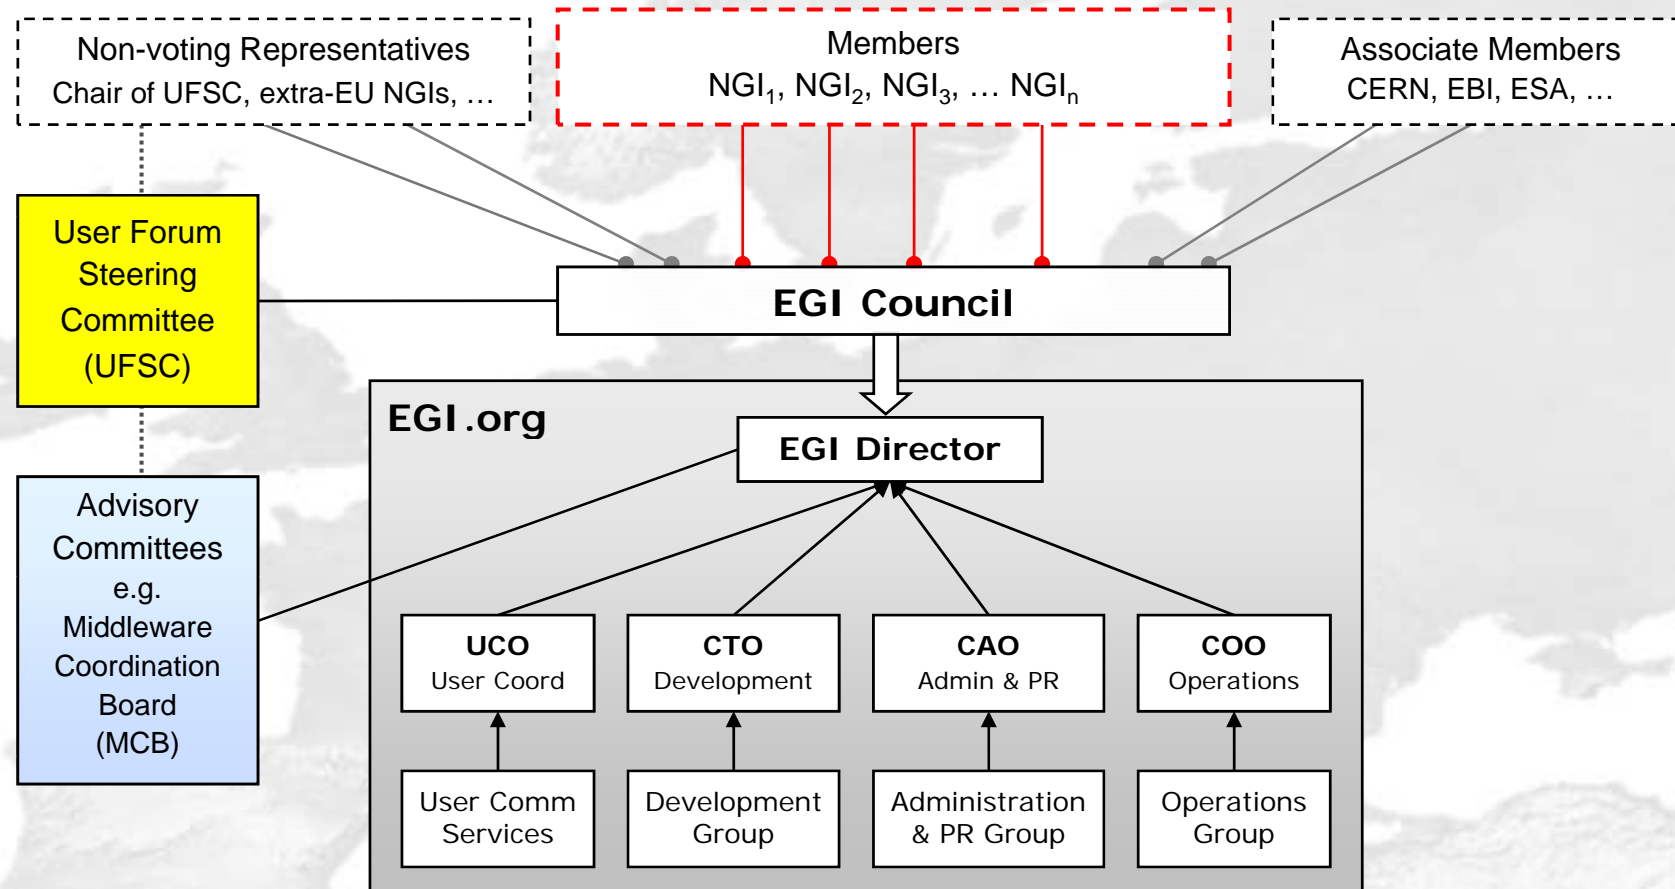 Non-voting Representatives
Chair of UFSC, extra-EU NGIs, …
Members
NGI₁, NGI₂, NGI₃, … NGIₙ
Associate Members
CERN, EBI, ESA, …
User Forum
Steering
Committee
(UFSC)
EGI Council
EGI.org
EGI Director
Advisory
Committees
e.g.
Middleware
Coordination
Board
(MCB)
UCO
User Coord
CTO
Development
CAO
Admin & PR
COO
Operations
User Comm
Services
Development
Group
Administration
& PR Group
Operations
Group